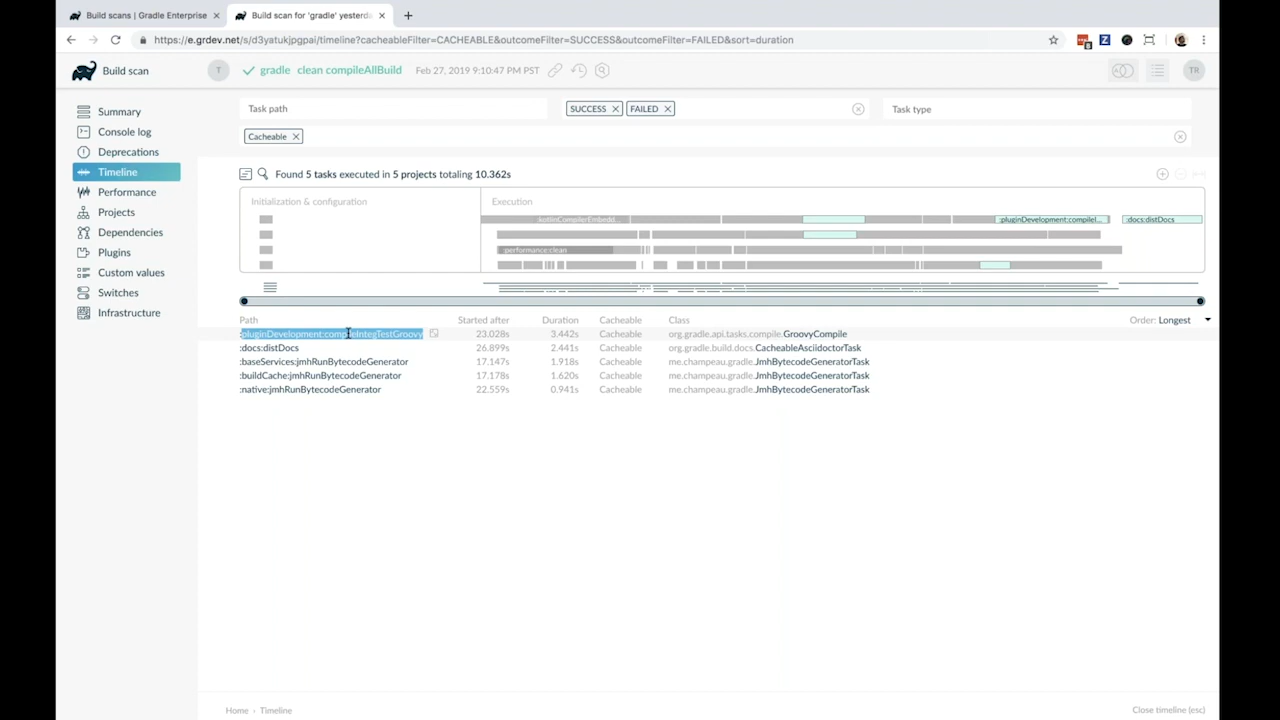 Build scans | Gradle Enterprise
Build scan for 'gradle' yesterda
https://e.grdev.net/s/d3yatukjpgpai/timeline?cacheableFilter=CACHEABLE&outcomeFilter=SUCCESS&outcomeFilter=FAILED&sort=duration
Build scan
T
gradle clean compileAllBuild
Feb 27, 2019 9:10:47 PM PST
TR
Summary
Console log
Deprecations
Timeline
Performance
Projects
Dependencies
Plugins
Custom values
Switches
Infrastructure
Task path
SUCCESS
FAILED
Task type
Cacheable
Found 5 tasks executed in 5 projects totaling 10.362s
Initialization & configuration
Execution
:kotlinCompilerEmbedd...
:pluginDevelopment:compileI...
:docs:distDocs
:performance:clean
Path Started after Duration Cacheable Class Order: Longest
:pluginDevelopment:compileIntegTestGroovy 23.028s 3.442s Cacheable org.gradle.api.tasks.compile.GroovyCompile
:docs:distDocs 26.899s 2.441s Cacheable org.gradle.build.docs.CacheableAsciidoctorTask
:baseServices:jmhRunBytecodeGenerator 17.147s 1.918s Cacheable me.champeau.gradle.JmhBytecodeGeneratorTask
:buildCache:jmhRunBytecodeGenerator 17.178s 1.620s Cacheable me.champeau.gradle.JmhBytecodeGeneratorTask
:native:jmhRunBytecodeGenerator 22.559s 0.941s Cacheable me.champeau.gradle.JmhBytecodeGeneratorTask
Home › Timeline
Close timeline (esc)